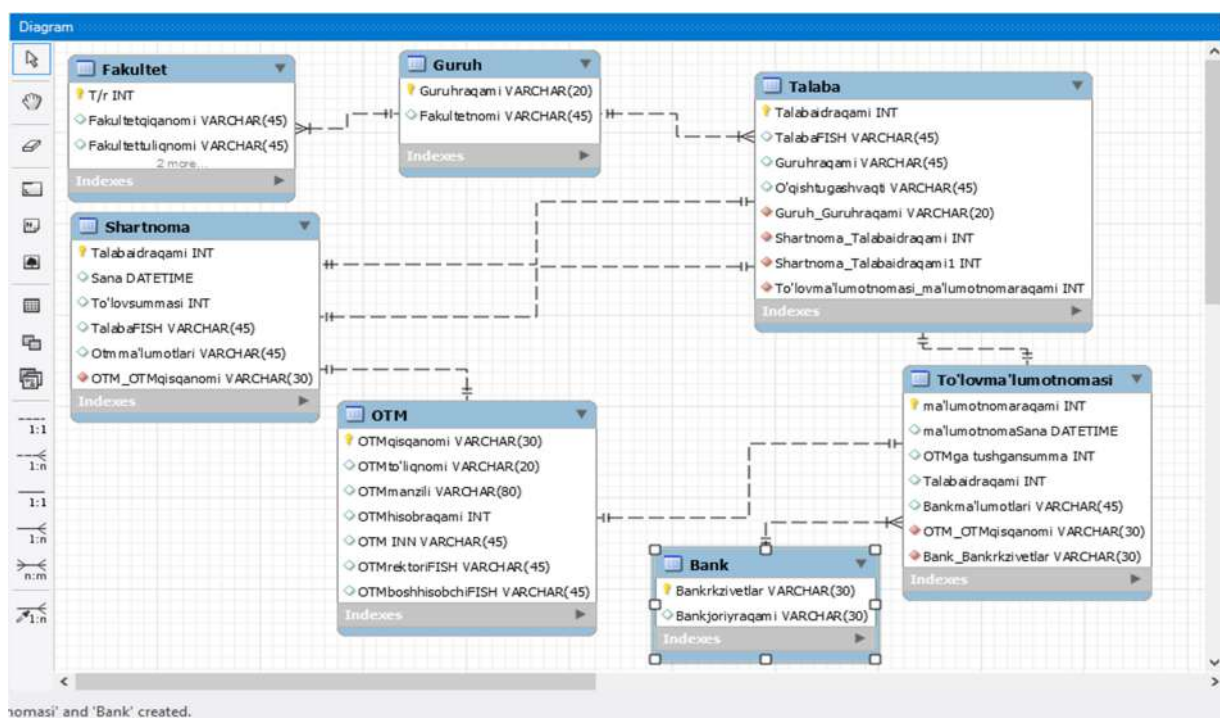 Diagram
Fakultet
T/r INT
Fakultetqiqanomi VARCHAR(45)
Fakultettuliqnomi VARCHAR(45)
2 more...
Indexes
Guruh
Guruhraqami VARCHAR(20)
Fakultetnomi VARCHAR(45)
Indexes
Talaba
Talabaidraqami INT
TalabaFISH VARCHAR(45)
Guruhraqami VARCHAR(45)
O'qishtugashvaqti VARCHAR(45)
Guruh_Guruhraqami VARCHAR(20)
Shartnoma_Talabaidraqami INT
Shartnoma_Talabaidraqami1 INT
To'lovma'lumotnomasi_ma'lumotnomaraqami INT
Indexes
Shartnoma
Talabaidraqami INT
Sana DATETIME
To'lovsummasi INT
TalabaFISH VARCHAR(45)
Otmma'lumotlari VARCHAR(45)
OTM_OTMqisqanomi VARCHAR(30)
Indexes
OTM
OTMqisqanomi VARCHAR(30)
OTMto'liqnomi VARCHAR(20)
OTMmanzili VARCHAR(80)
OTMhisobraqami INT
OTM INN VARCHAR(45)
OTMrektoriFISH VARCHAR(45)
OTMboshhisobchiFISH VARCHAR(45)
Indexes
To'lovma'lumotnomasi
ma'lumotnomaraqami INT
ma'lumotnomaSana DATETIME
OTMga tushgansumma INT
Talabaidraqami INT
Bankma'lumotlari VARCHAR(45)
OTM_OTMqisqanomi VARCHAR(30)
Bank_Bankrkzivetlar VARCHAR(30)
Indexes
Bank
Bankrkzivetlar VARCHAR(30)
Bankjoriyraqami VARCHAR(30)
Indexes
1:1
1:n
1:1
1:n
n:m
1:n
nomasi' and 'Bank' created.